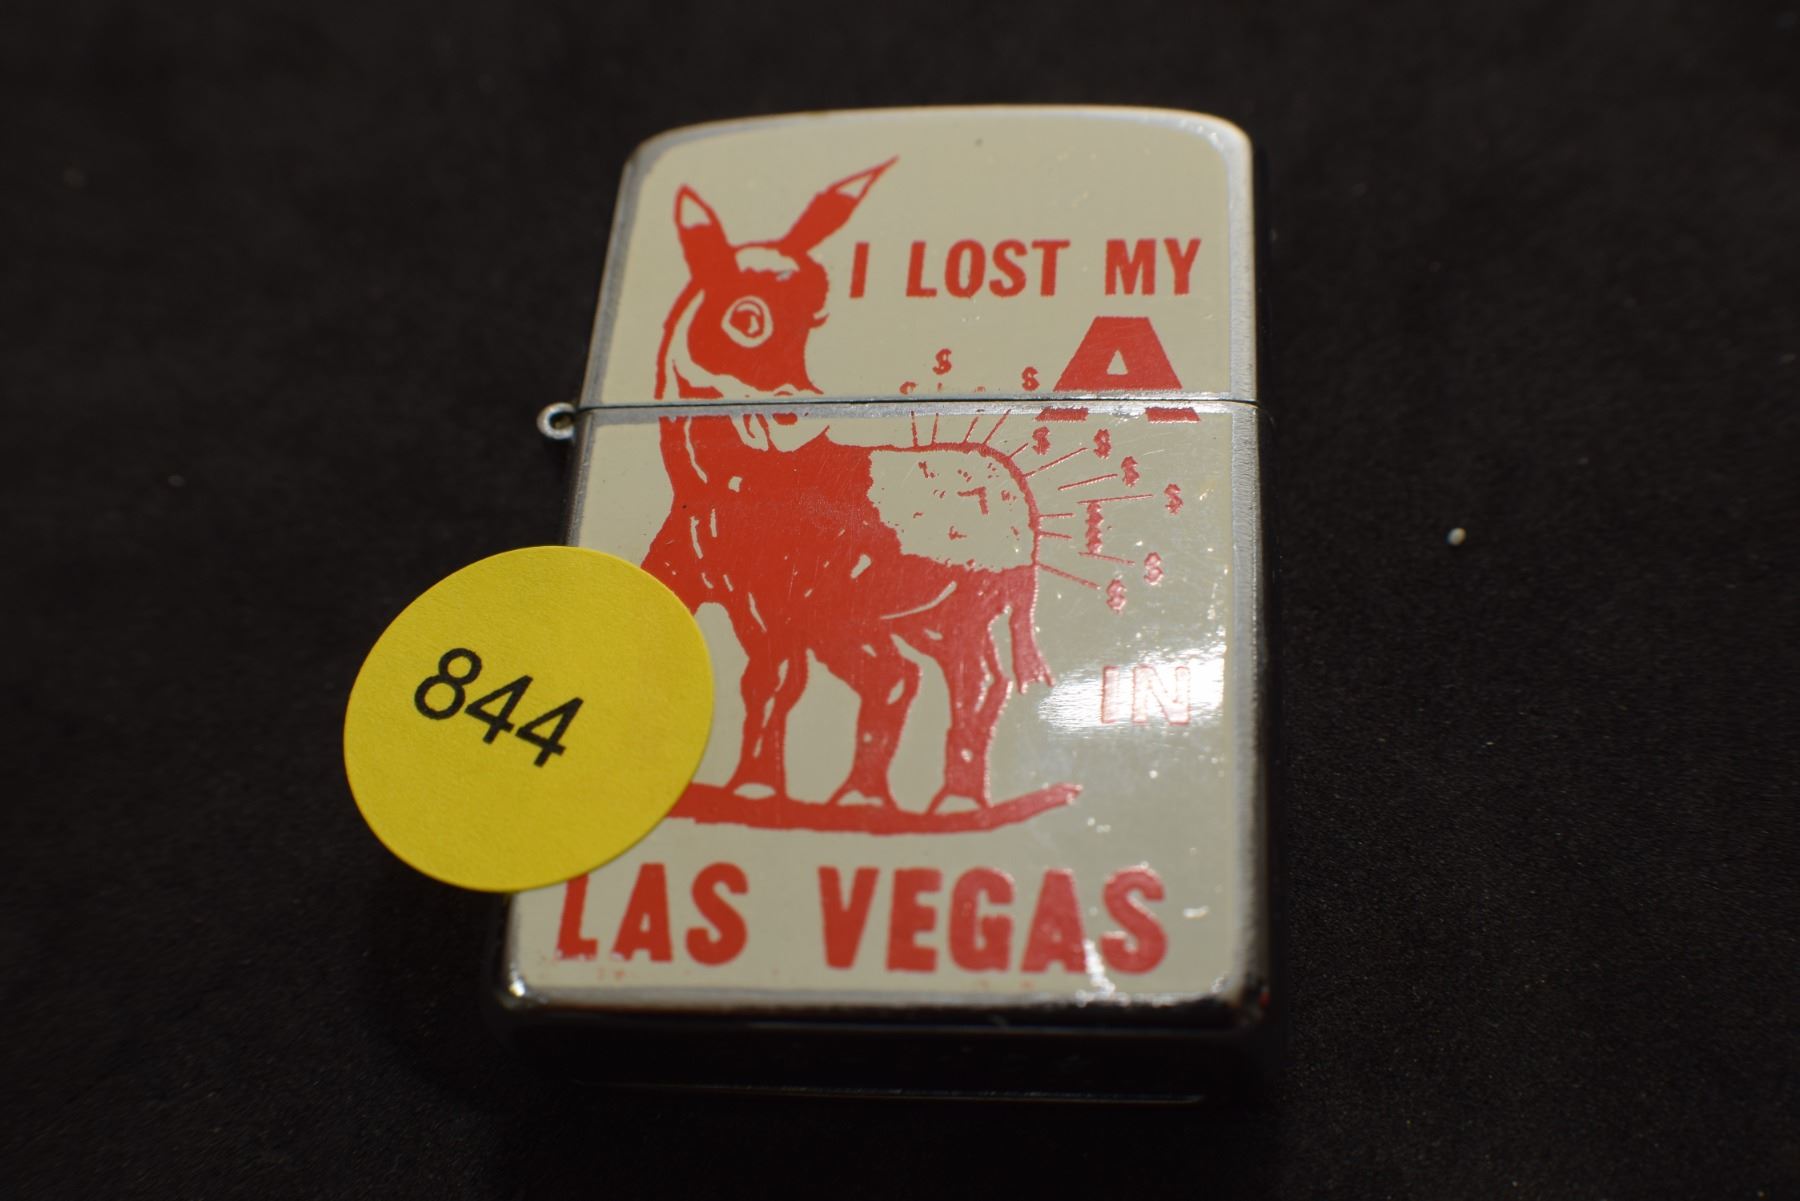 I LOST MY
A
$ $
$ $ $ $
$ $
IN
844
LAS VEGAS